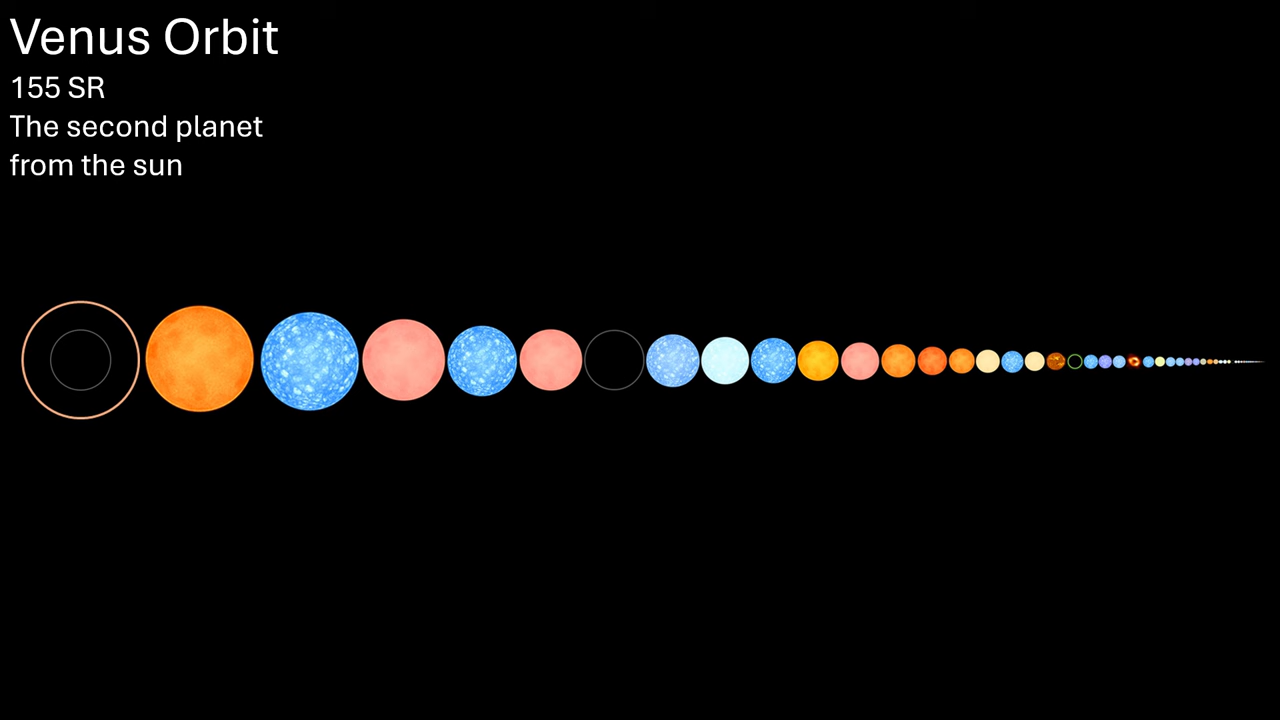 Venus Orbit
155 SR
The second planet
from the sun